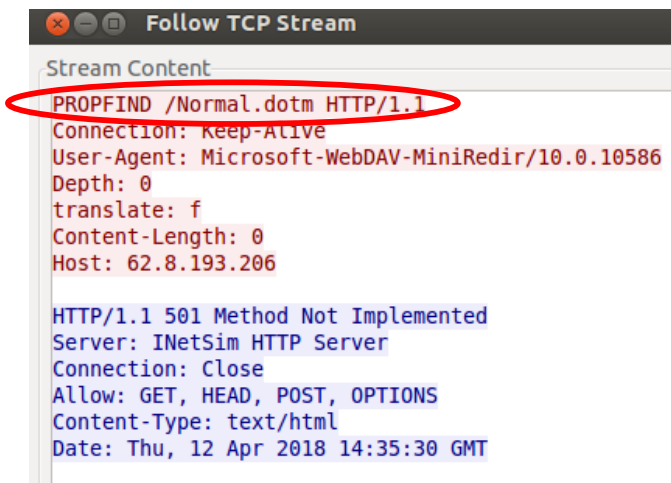 Follow TCP Stream
Stream Content
PROPFIND /Normal.dotm HTTP/1.1
Connection: Keep-Alive
User-Agent: Microsoft-WebDAV-MiniRedir/10.0.10586
Depth: 0
translate: f
Content-Length: 0
Host: 62.8.193.206
HTTP/1.1 501 Method Not Implemented
Server: INetSim HTTP Server
Connection: Close
Allow: GET, HEAD, POST, OPTIONS
Content-Type: text/html
Date: Thu, 12 Apr 2018 14:35:30 GMT